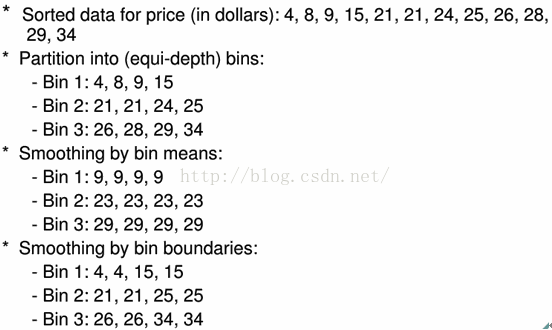 * Sorted data for price (in dollars): 4, 8, 9, 15, 21, 21, 24, 25, 26, 28,
29, 34
* Partition into (equi-depth) bins:
- Bin 1: 4, 8, 9, 15
- Bin 2: 21, 21, 24, 25
- Bin 3: 26, 28, 29, 34
* Smoothing by bin means:
- Bin 1: 9, 9, 9, 9 http://blog.csdn.net/
- Bin 2: 23, 23, 23, 23
- Bin 3: 29, 29, 29, 29
* Smoothing by bin boundaries:
- Bin 1: 4, 4, 15, 15
- Bin 2: 21, 21, 25, 25
- Bin 3: 26, 26, 34, 34